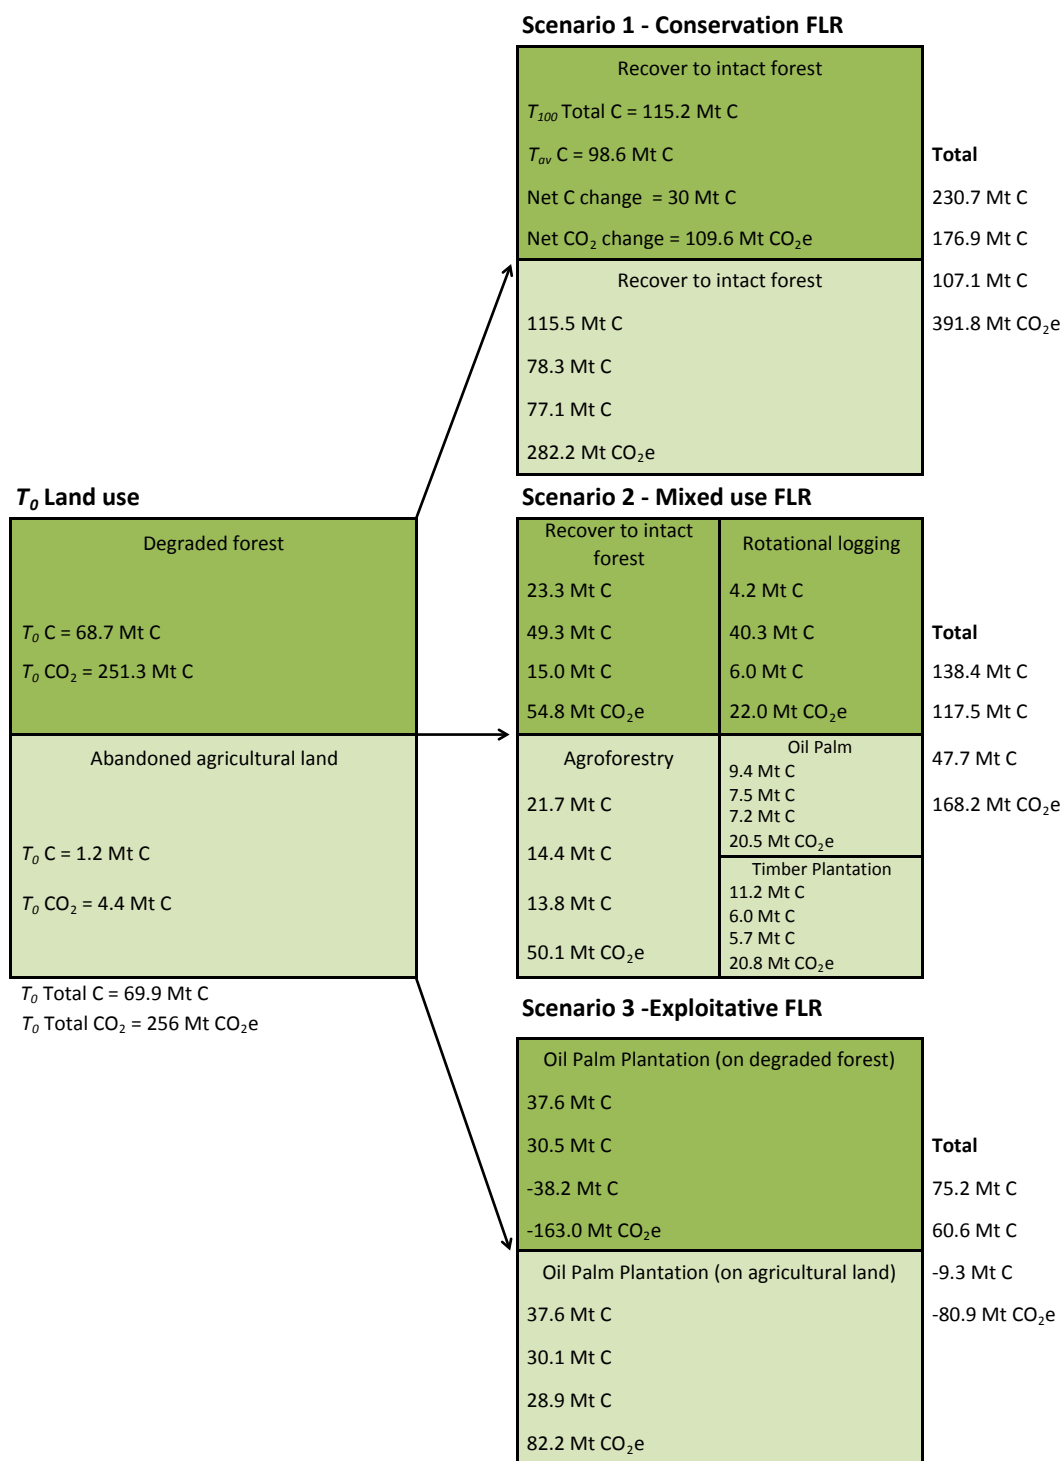 Scenario 1 - Conservation FLR
Recover to intact forest
T₁₀₀ Total C = 115.2 Mt C
Tₐᵥ C = 98.6 Mt C
Net C change = 30 Mt C
Net CO₂ change = 109.6 Mt CO₂e
Recover to intact forest
115.5 Mt C
78.3 Mt C
77.1 Mt C
282.2 Mt CO₂e
Total
230.7 Mt C
176.9 Mt C
107.1 Mt C
391.8 Mt CO₂e
T₀ Land use
Degraded forest
T₀ C = 68.7 Mt C
T₀ CO₂ = 251.3 Mt C
Abandoned agricultural land
T₀ C = 1.2 Mt C
T₀ CO₂ = 4.4 Mt C
T₀ Total C = 69.9 Mt C
T₀ Total CO₂ = 256 Mt CO₂e
Scenario 2 - Mixed use FLR
Recover to intact
forest
23.3 Mt C
49.3 Mt C
15.0 Mt C
54.8 Mt CO₂e
Rotational logging
4.2 Mt C
40.3 Mt C
6.0 Mt C
22.0 Mt CO₂e
Agroforestry
21.7 Mt C
14.4 Mt C
13.8 Mt C
50.1 Mt CO₂e
Oil Palm
9.4 Mt C
7.5 Mt C
7.2 Mt C
20.5 Mt CO₂e
Timber Plantation
11.2 Mt C
6.0 Mt C
5.7 Mt C
20.8 Mt CO₂e
Total
138.4 Mt C
117.5 Mt C
47.7 Mt C
168.2 Mt CO₂e
Scenario 3 -Exploitative FLR
Oil Palm Plantation (on degraded forest)
37.6 Mt C
30.5 Mt C
-38.2 Mt C
-163.0 Mt CO₂e
Oil Palm Plantation (on agricultural land)
37.6 Mt C
30.1 Mt C
28.9 Mt C
82.2 Mt CO₂e
Total
75.2 Mt C
60.6 Mt C
-9.3 Mt C
-80.9 Mt CO₂e